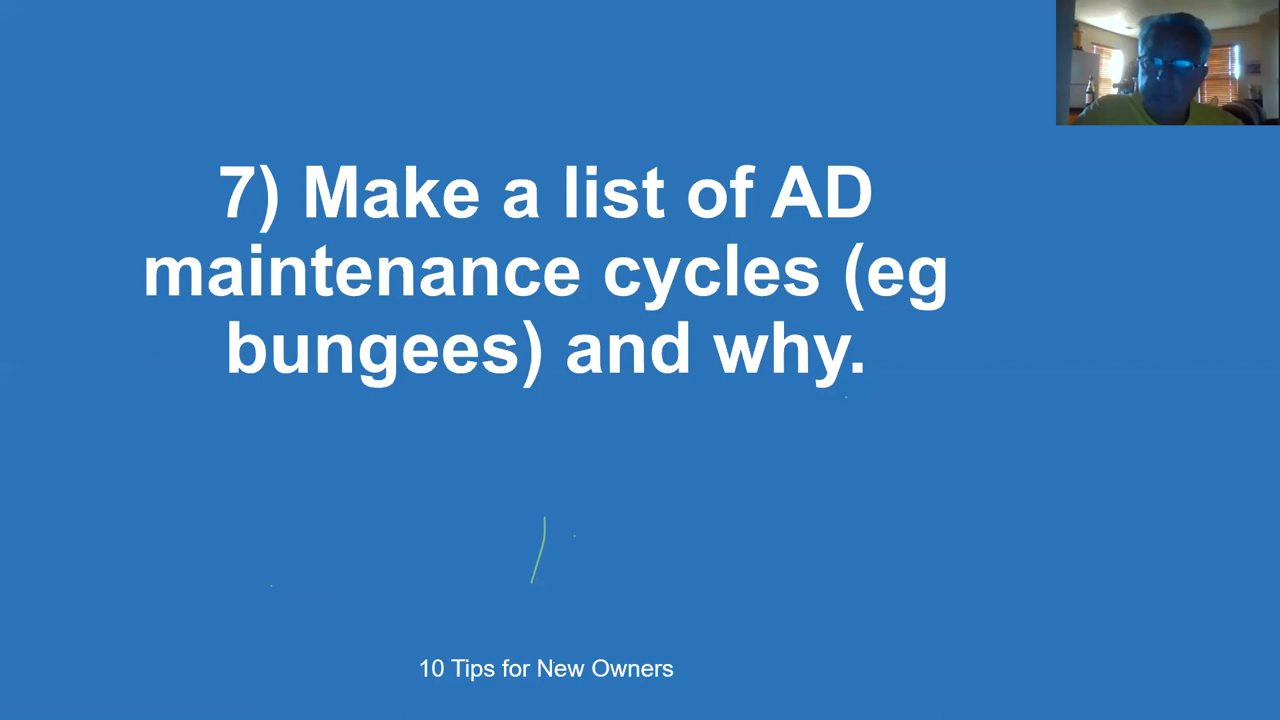 7) Make a list of AD
maintenance cycles (eg
bungees) and why.
10 Tips for New Owners